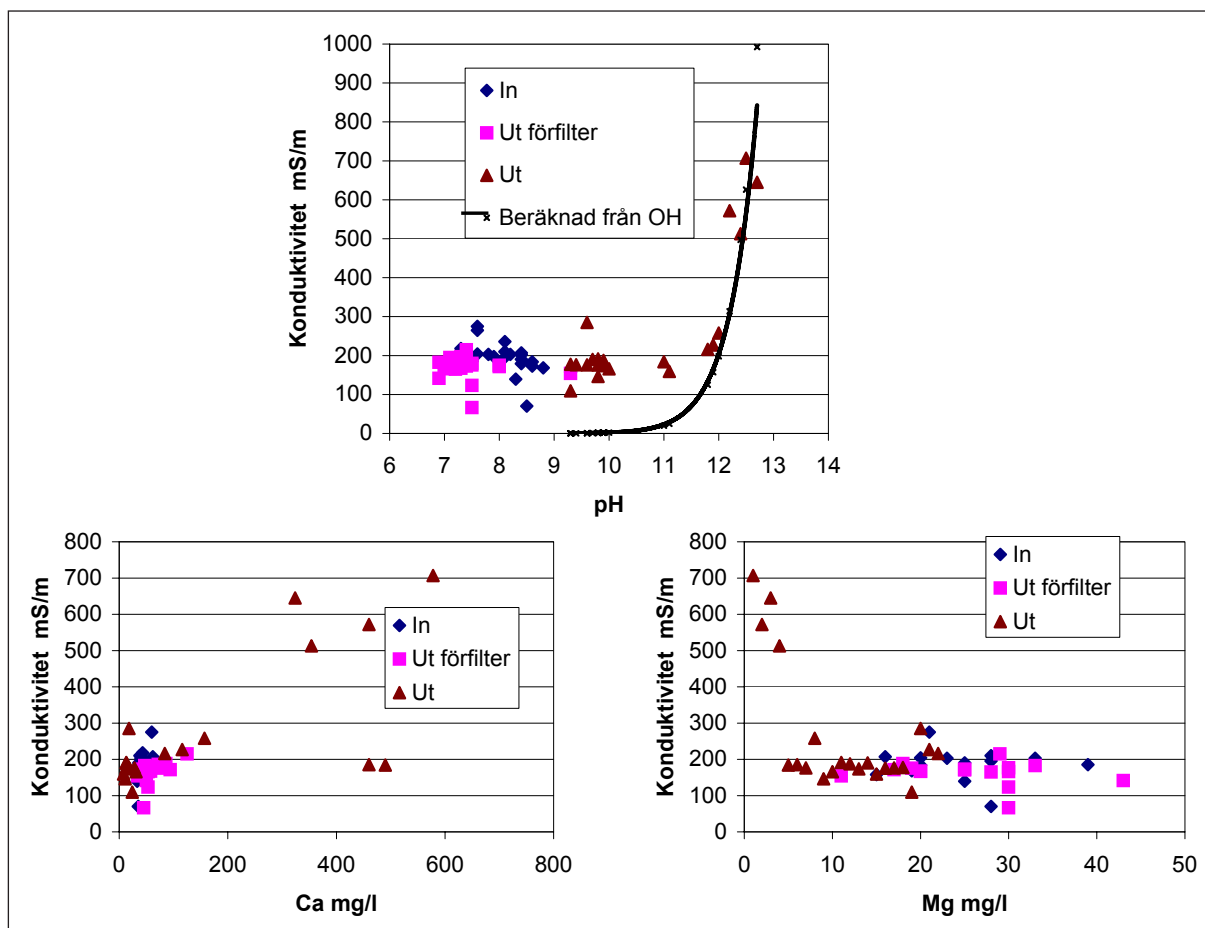 Konduktivitet mS/m
1000
900
800
700
600
500
400
300
200
100
0
In
Ut förfilter
Ut
Beräknad från OH
6 7 8 9 10 11 12 13 14
pH
Konduktivitet mS/m
800
700
600
500
400
300
200
100
0
In
Ut förfilter
Ut
0 200 400 600 800
Ca mg/l
Konduktivitet mS/m
800
700
600
500
400
300
200
100
0
In
Ut förfilter
Ut
0 10 20 30 40 50
Mg mg/l